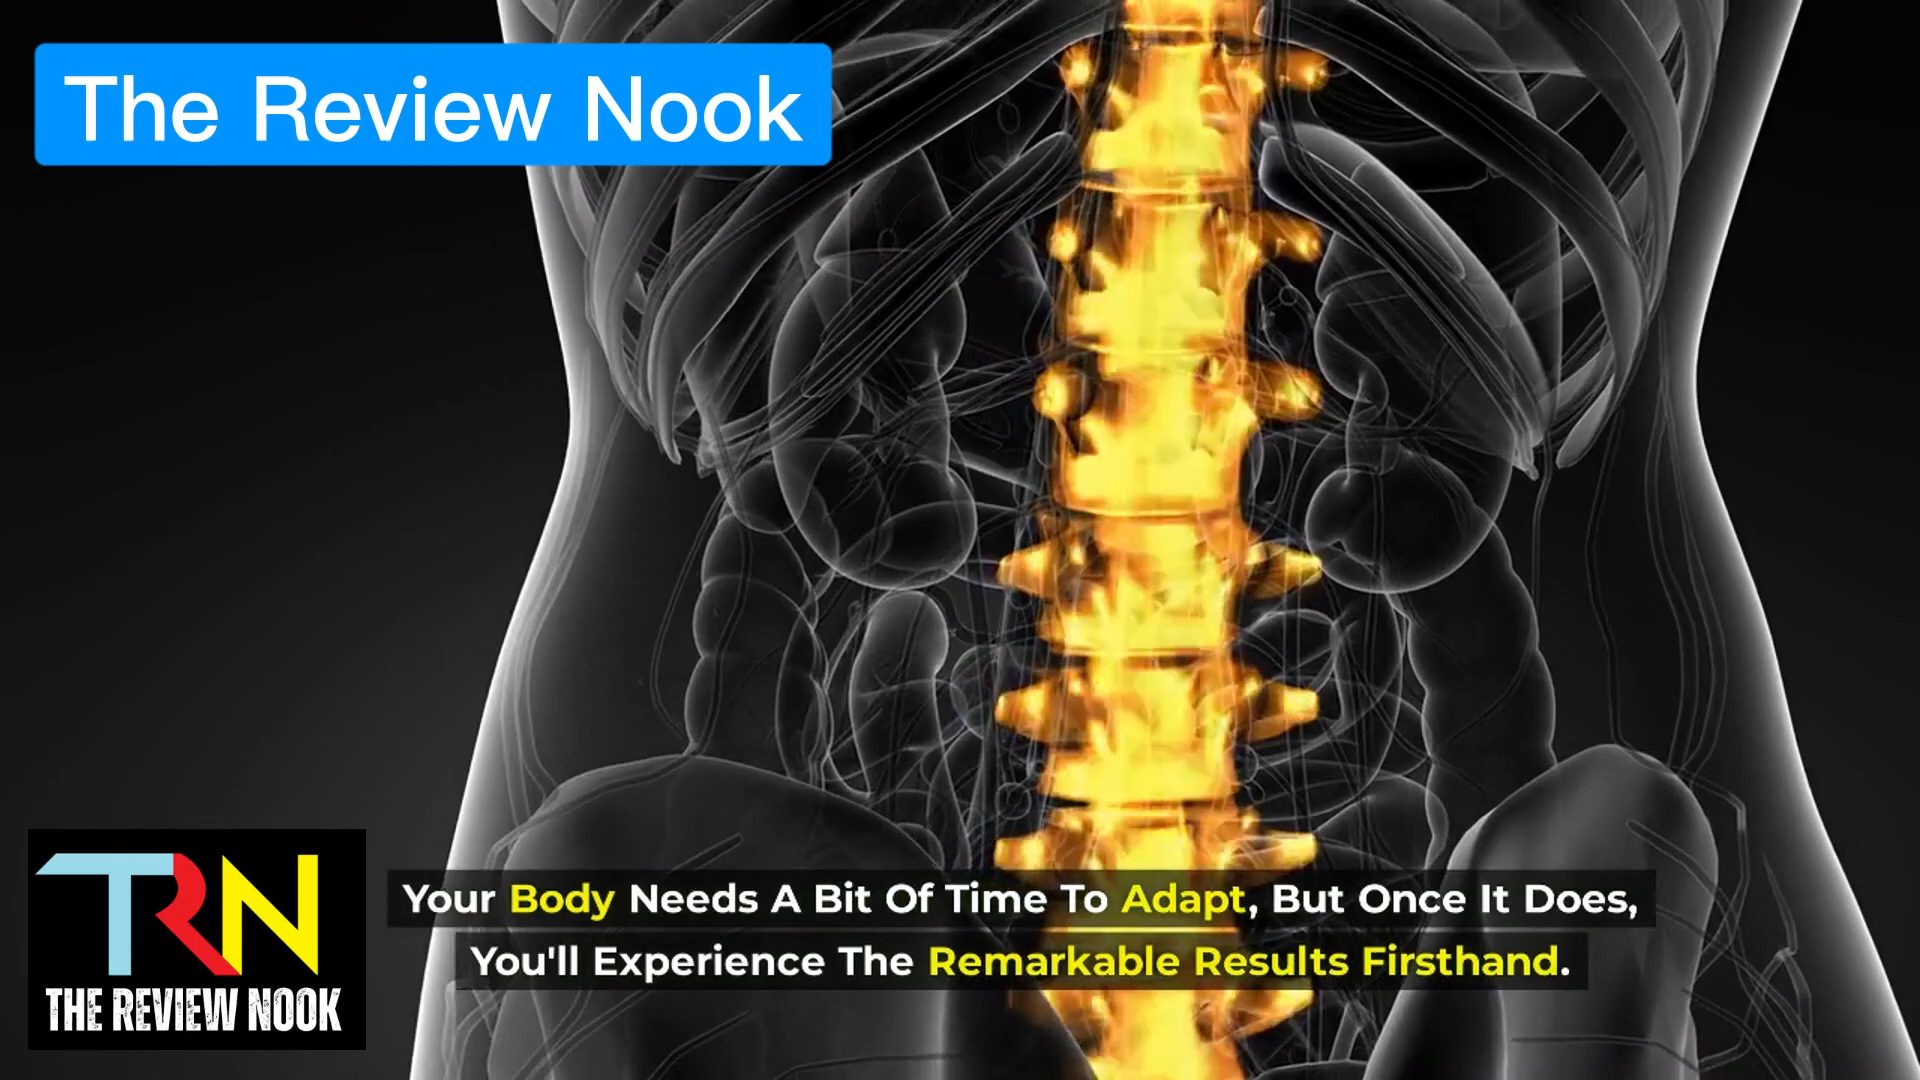 The Review Nook
TRN
THE REVIEW NOOK
Your Body Needs A Bit Of Time To Adapt, But Once It Does,
You'll Experience The Remarkable Results Firsthand.